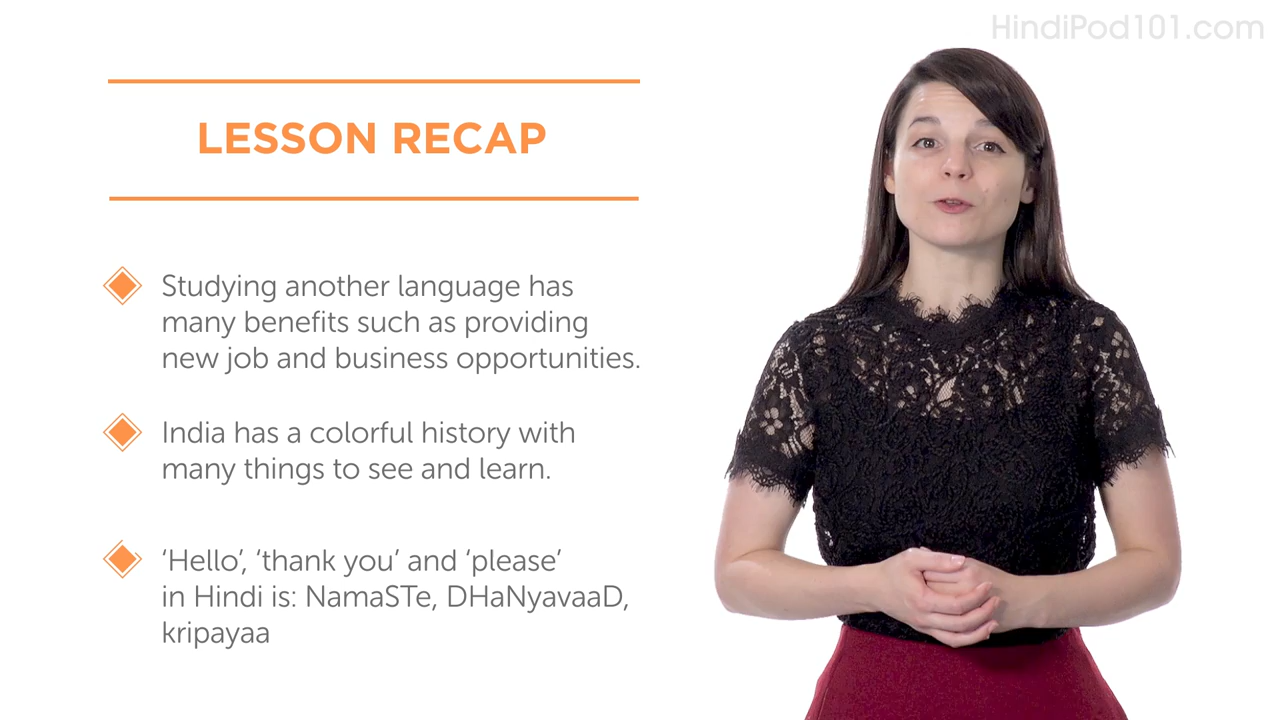 HindiPod101.com
LESSON RECAP
Studying another language has
many benefits such as providing
new job and business opportunities.
India has a colorful history with
many things to see and learn.
‘Hello’, ‘thank you’ and ‘please’
in Hindi is: NamaSTe, DHaNyavaaD,
kripayaa